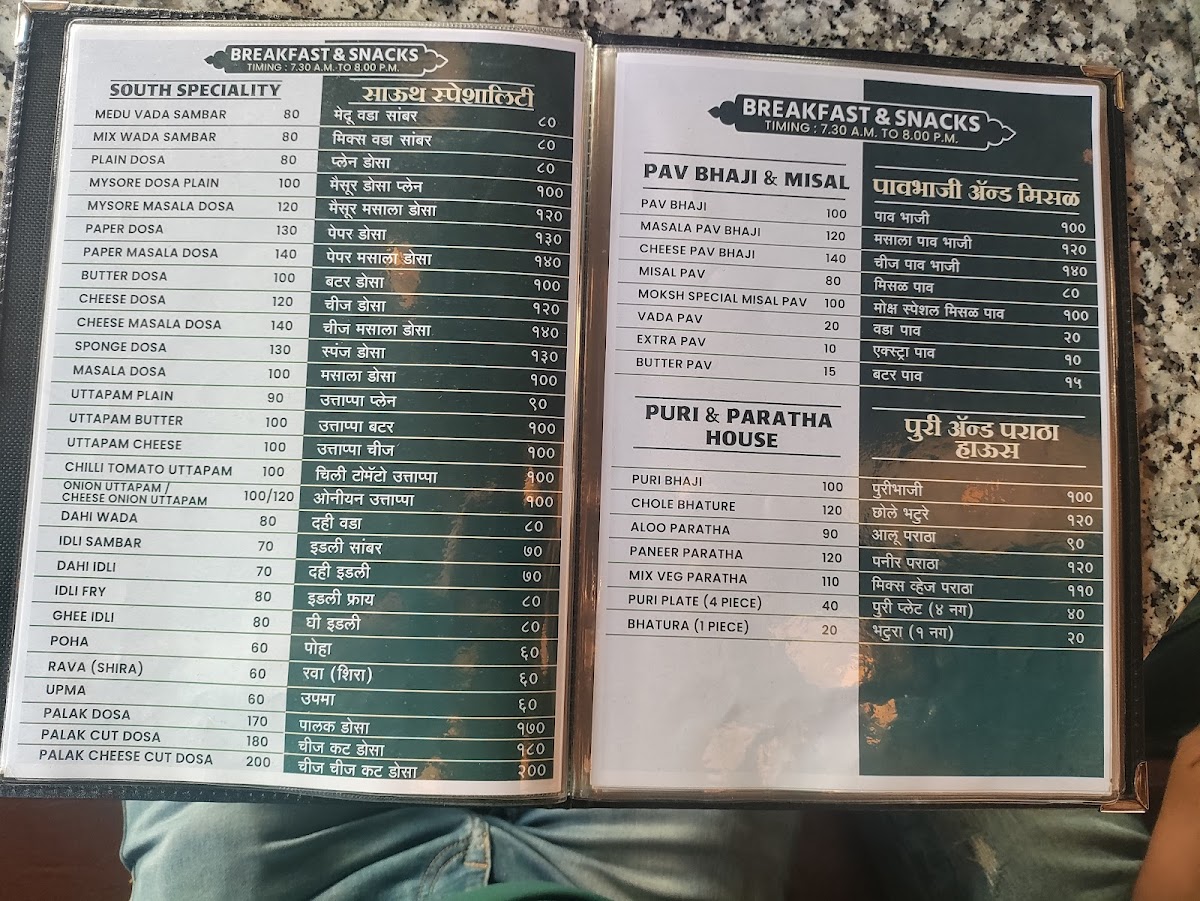 BREAKFAST & SNACKS
TIMING : 7.30 A.M. TO 8.00 P.M.
SOUTH SPECIALITY साऊथ स्पेशालिटी
MEDU VADA SAMBAR 80 मेदू वडा सांबर ८०
MIX WADA SAMBAR 80 मिक्स वडा सांबर ८०
PLAIN DOSA 80 प्लेन डोसा ८०
MYSORE DOSA PLAIN 100 मैसूर डोसा प्लेन १००
MYSORE MASALA DOSA 120 मैसूर मसाला डोसा १२०
PAPER DOSA 130 पेपर डोसा १३०
PAPER MASALA DOSA 140 पेपर मसाला डोसा १४०
BUTTER DOSA 100 बटर डोसा १००
CHEESE DOSA 120 चीज डोसा १२०
CHEESE MASALA DOSA 140 चीज मसाला डोसा १४०
SPONGE DOSA 130 स्पंज डोसा १३०
MASALA DOSA 100 मसाला डोसा १००
UTTAPAM PLAIN 90 उत्ताप्पा प्लेन ९०
UTTAPAM BUTTER 100 उत्ताप्पा बटर १००
UTTAPAM CHEESE 100 उत्ताप्पा चीज १००
CHILLI TOMATO UTTAPAM 100 चिली टोमॅटो उत्ताप्पा १००
ONION UTTAPAM /
CHEESE ONION UTTAPAM 100/120 ओनीयन उत्ताप्पा १००
DAHI WADA 80 दही वडा ८०
IDLI SAMBAR 70 इडली सांबर ७०
DAHI IDLI 70 दही इडली ७०
IDLI FRY 80 इडली फ्राय ८०
GHEE IDLI 80 घी इडली ८०
POHA 60 पोहा ६०
RAVA (SHIRA) 60 रवा (शिरा) ६०
UPMA 60 उपमा ६०
PALAK DOSA 170 पालक डोसा १७०
PALAK CUT DOSA 180 चीज कट डोसा १८०
PALAK CHEESE CUT DOSA 200 चीज चीज कट डोसा २००
BREAKFAST & SNACKS
TIMING : 7.30 A.M. TO 8.00 P.M.
PAV BHAJI & MISAL पावभाजी ॲन्ड मिसळ
PAV BHAJI 100 पाव भाजी १००
MASALA PAV BHAJI 120 मसाला पाव भाजी १२०
CHEESE PAV BHAJI 140 चीज पाव भाजी १४०
MISAL PAV 80 मिसळ पाव ८०
MOKSH SPECIAL MISAL PAV 100 मोक्ष स्पेशल मिसळ पाव १००
VADA PAV 20 वडा पाव २०
EXTRA PAV 10 एक्स्ट्रा पाव १०
BUTTER PAV 15 बटर पाव १५
PURI & PARATHA
HOUSE
पुरी ॲन्ड पराठा
हाऊस
PURI BHAJI 100 पुरीभाजी १००
CHOLE BHATURE 120 छोले भटुरे १२०
ALOO PARATHA 90 आलू पराठा ९०
PANEER PARATHA 120 पनीर पराठा १२०
MIX VEG PARATHA 110 मिक्स व्हेज पराठा ११०
PURI PLATE (4 PIECE) 40 पुरी प्लेट (४ नग) ४०
BHATURA (1 PIECE) 20 भटुरा (१ नग) २०